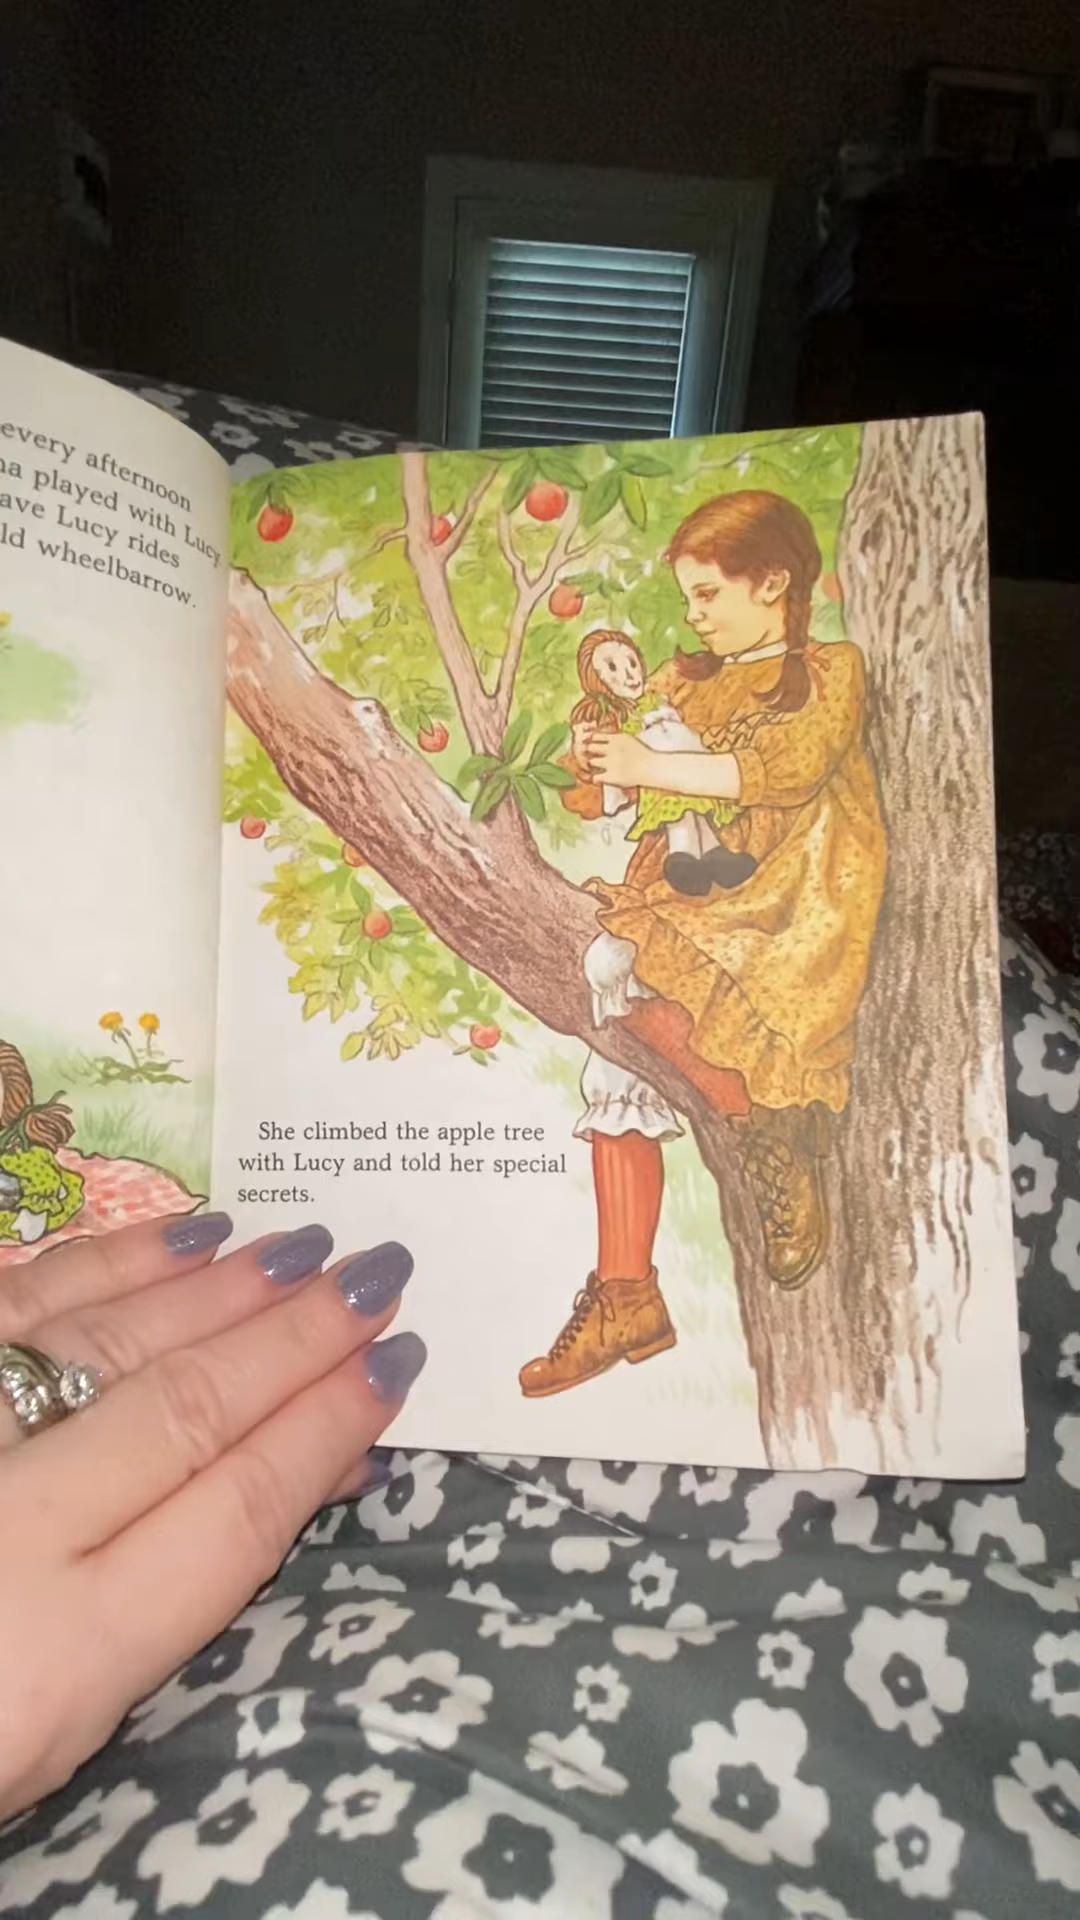 every afternoon
played with Lucy
Lucy rides
wheelbarrow.
She climbed the apple tree
with Lucy and told her special
secrets.